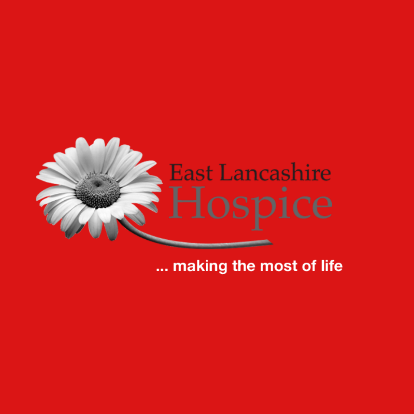 East Lancashire
Hospice
... making the most of life